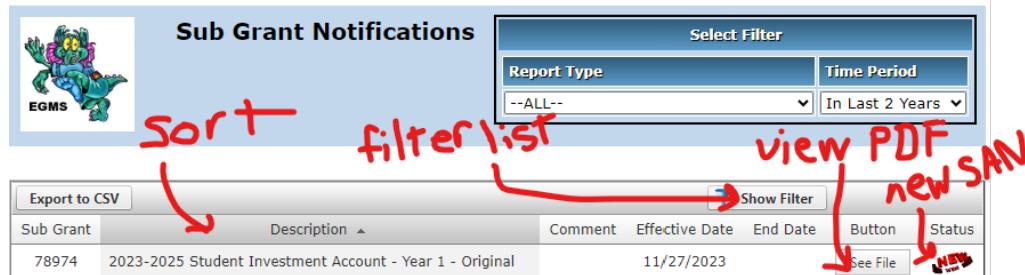 Sub Grant Notifications
Select Filter
Report Type
Time Period
--ALL--
In Last 2 Years
EGMS
sort
filter list
view PDF
new SAN
Export to CSV
Show Filter
Sub Grant
Description
Comment
Effective Date
End Date
Button
Status
78974
2023-2025 Student Investment Account - Year 1 - Original
11/27/2023
See File
NEW